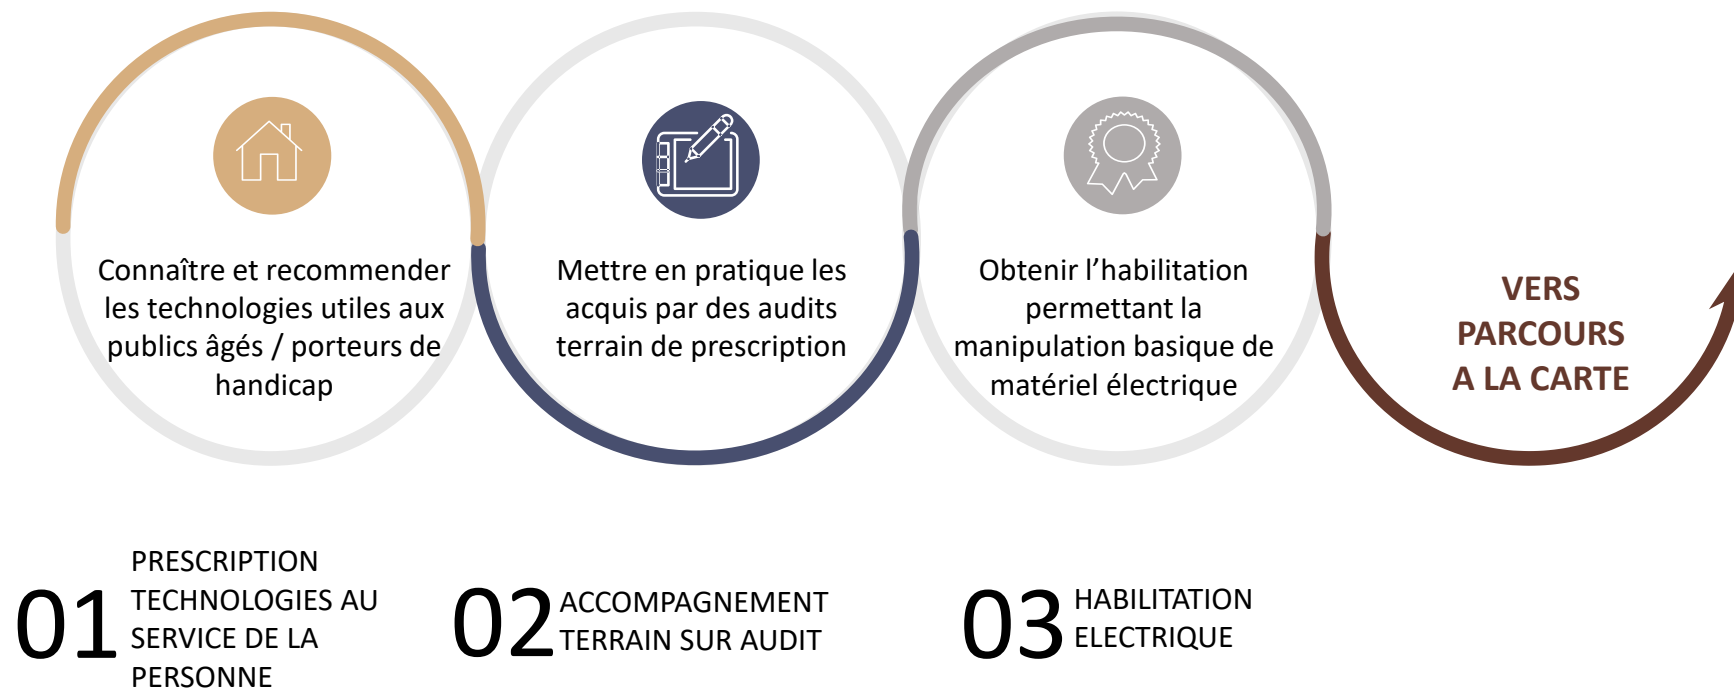 Connaître et recommender
les technologies utiles aux
publics âgés / porteurs de
handicap
Mettre en pratique les
acquis par des audits
terrain de prescription
Obtenir l’habilitation
permettant la
manipulation basique de
matériel électrique
VERS
PARCOURS
A LA CARTE
01
PRESCRIPTION
TECHNOLOGIES AU
SERVICE DE LA
PERSONNE
02
ACCOMPAGNEMENT
TERRAIN SUR AUDIT
03
HABILITATION
ELECTRIQUE